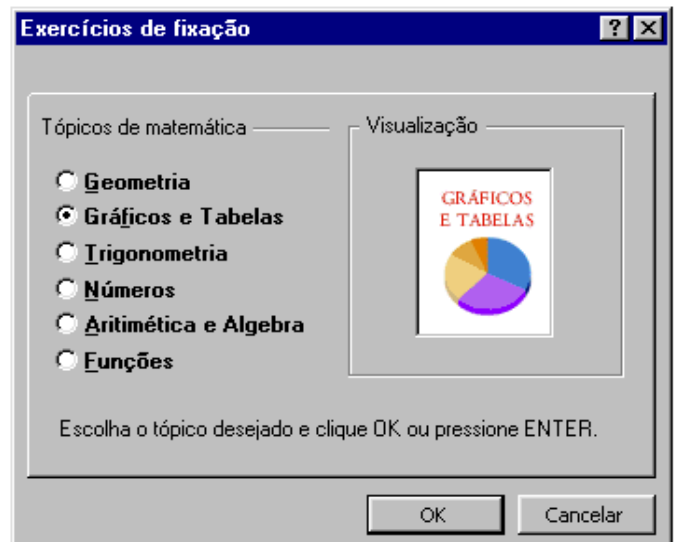 Exercícios de fixação
Tópicos de matemática
Geometria
Gráficos e Tabelas
Trigonometria
Números
Aritimética e Algebra
Funções
Visualização
GRÁFICOS
E TABELAS
Escolha o tópico desejado e clique OK ou pressione ENTER.
OK
Cancelar